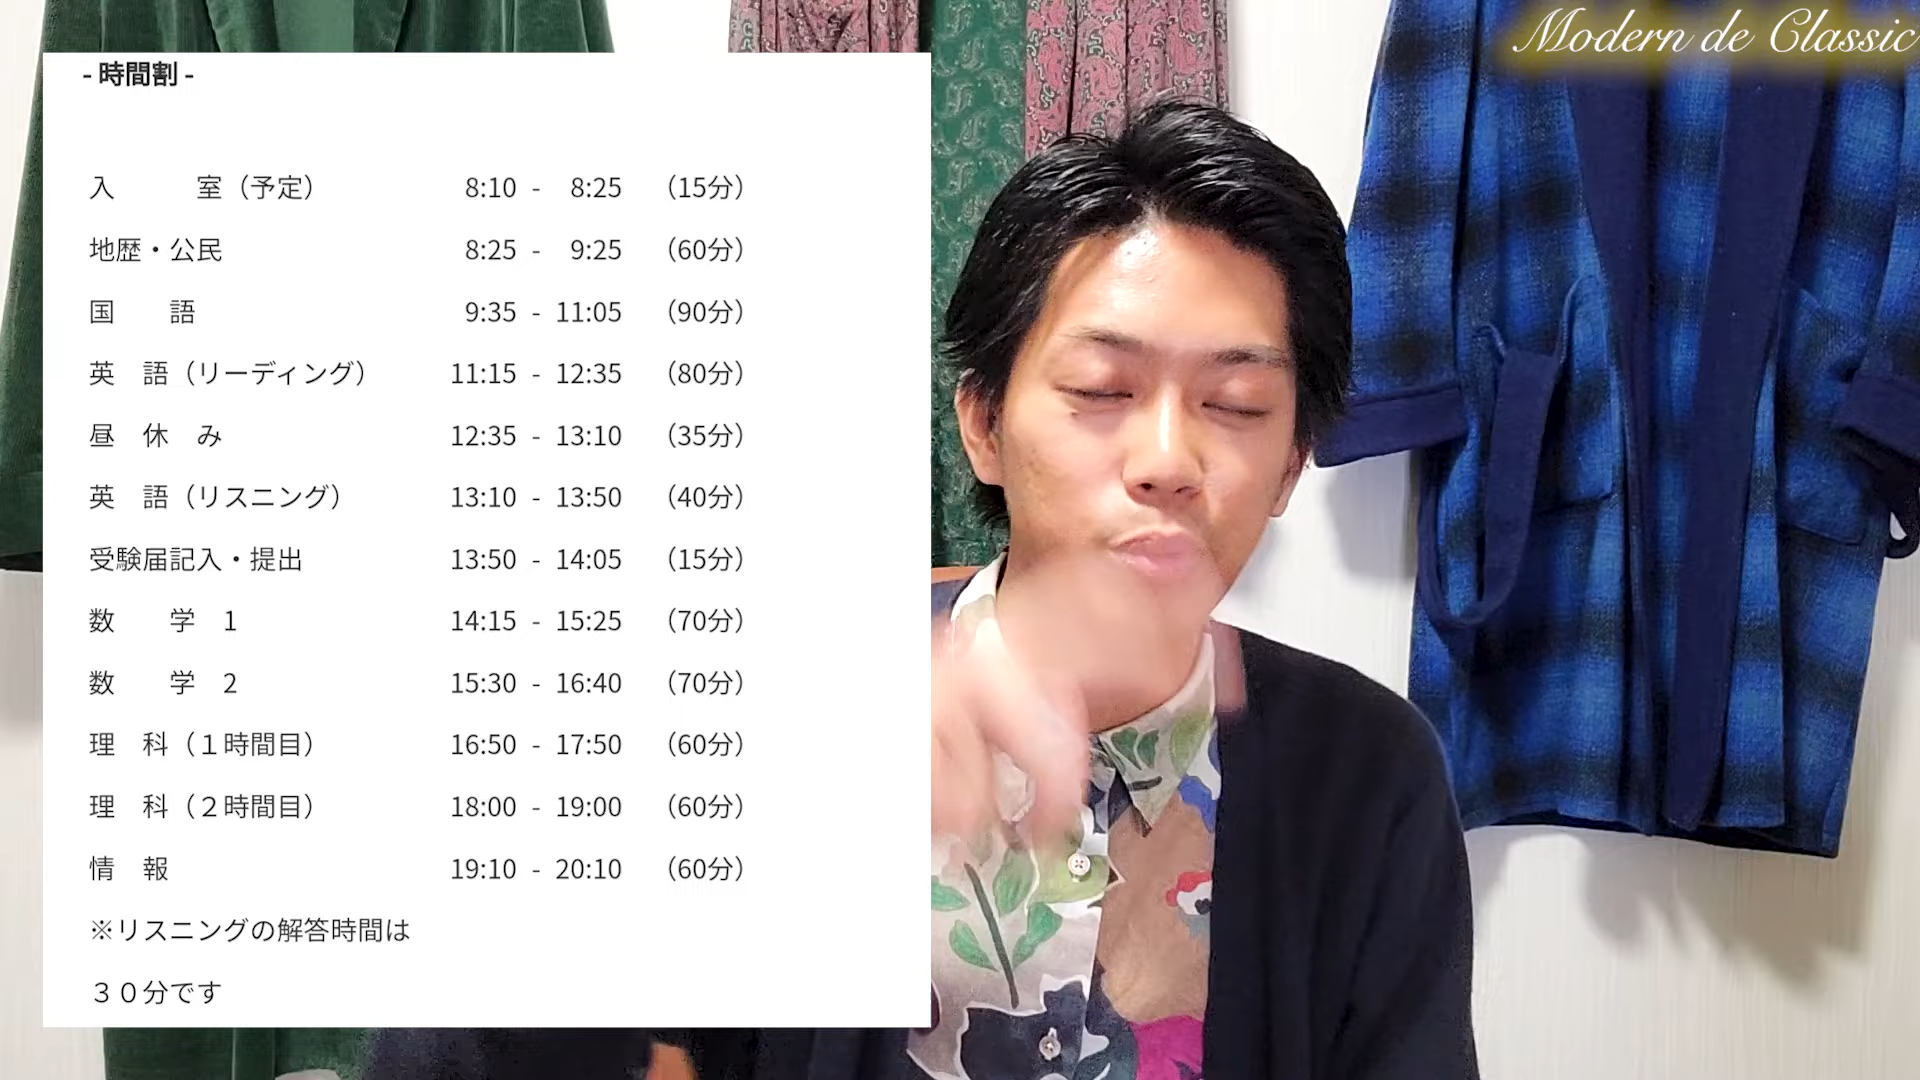 - 時間割 -
入　　　室（予定） 8:10 - 8:25 （15分）
地歴・公民 8:25 - 9:25 （60分）
国　　語 9:35 - 11:05 （90分）
英　語（リーディング） 11:15 - 12:35 （80分）
昼　休　み 12:35 - 13:10 （35分）
英　語（リスニング） 13:10 - 13:50 （40分）
受験届記入・提出 13:50 - 14:05 （15分）
数　　学　1 14:15 - 15:25 （70分）
数　　学　2 15:30 - 16:40 （70分）
理　科（１時間目） 16:50 - 17:50 （60分）
理　科（２時間目） 18:00 - 19:00 （60分）
情　報 19:10 - 20:10 （60分）
※リスニングの解答時間は
３０分です
Modern de Classic